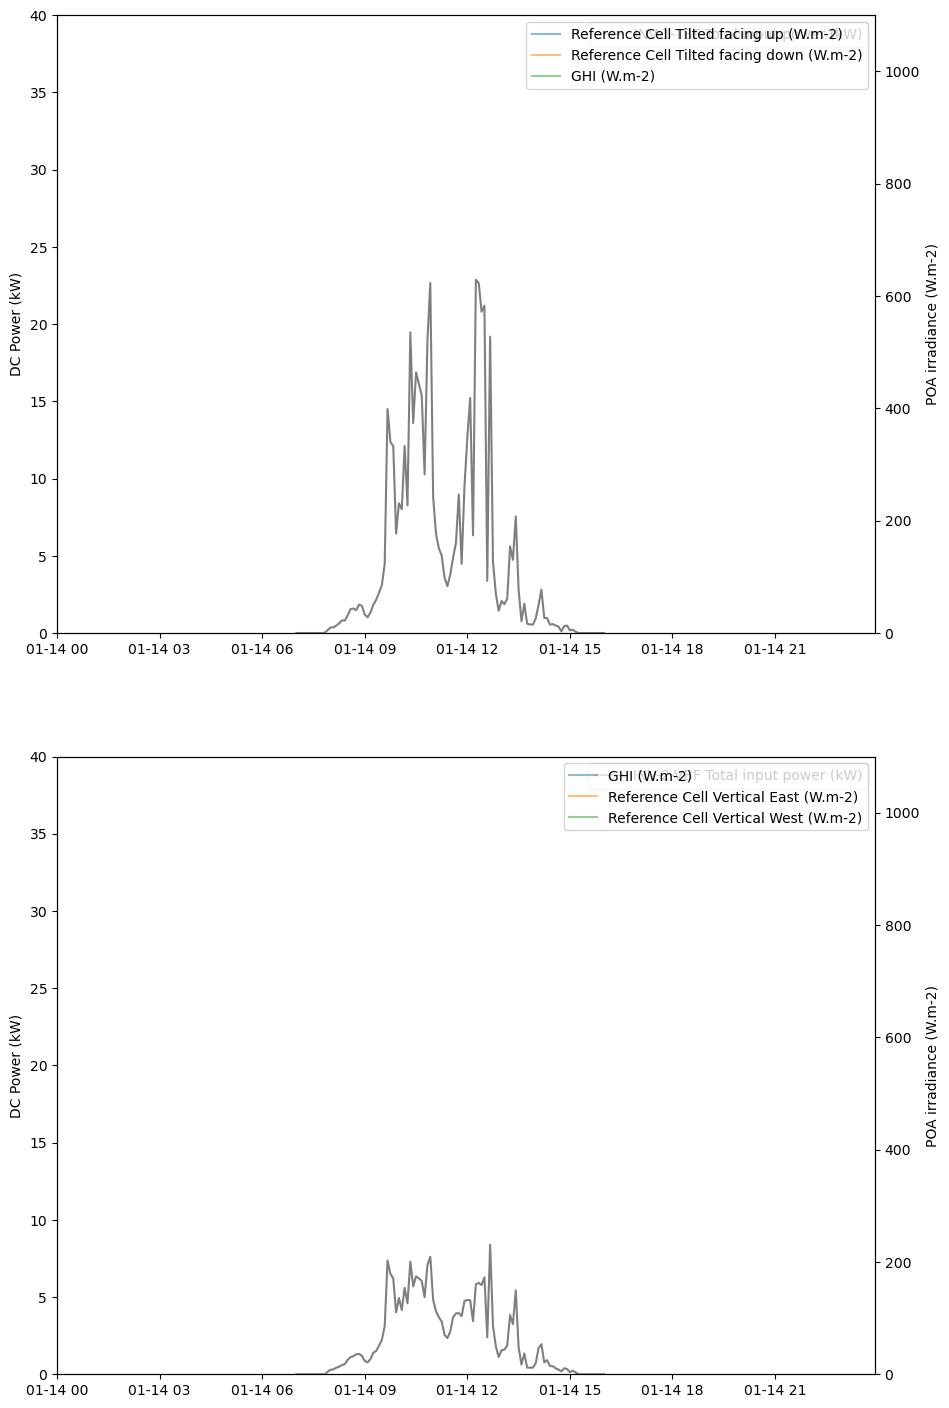 40
35
30
25
20
15
10
5
0
DC Power (kW)
Reference Cell Tilted facing up (W.m-2)
Reference Cell Tilted facing down (W.m-2)
GHI (W.m-2)
1000
800
600
400
200
0
POA irradiance (W.m-2)
01-14 00 01-14 03 01-14 06 01-14 09 01-14 12 01-14 15 01-14 18 01-14 21
40
35
30
25
20
15
10
5
0
DC Power (kW)
Total input power (kW)
GHI (W.m-2)
Reference Cell Vertical East (W.m-2)
Reference Cell Vertical West (W.m-2)
1000
800
600
400
200
0
POA irradiance (W.m-2)
01-14 00 01-14 03 01-14 06 01-14 09 01-14 12 01-14 15 01-14 18 01-14 21